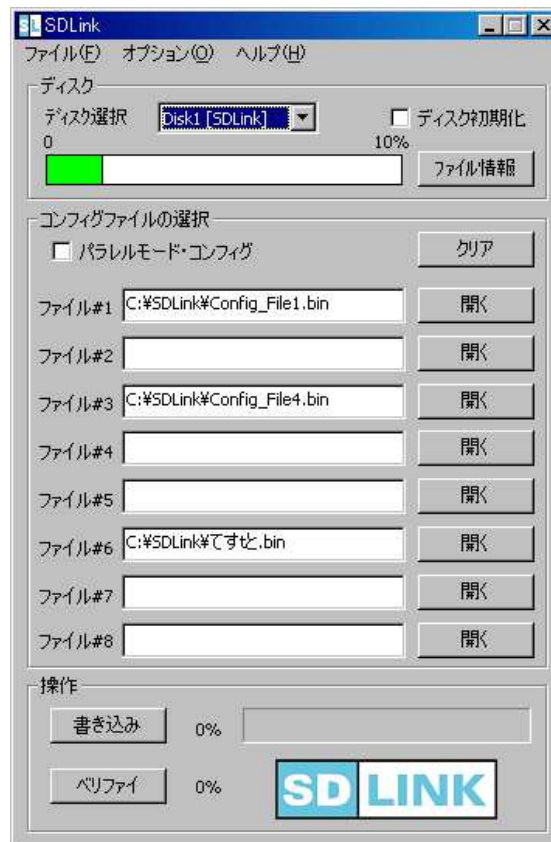 SDLink
ファイル(F) オプション(O) ヘルプ(H)
ディスク
ディスク選択 Disk1 [SDLink] ディスク初期化
0 10%
ファイル情報
コンフィグファイルの選択
パラレルモード・コンフィグ クリア
ファイル#1 C:¥SDLink¥Config_File1.bin 開く
ファイル#2 開く
ファイル#3 C:¥SDLink¥Config_File4.bin 開く
ファイル#4 開く
ファイル#5 開く
ファイル#6 C:¥SDLink¥てすと.bin 開く
ファイル#7 開く
ファイル#8 開く
操作
書き込み 0%
ベリファイ 0% SD LINK